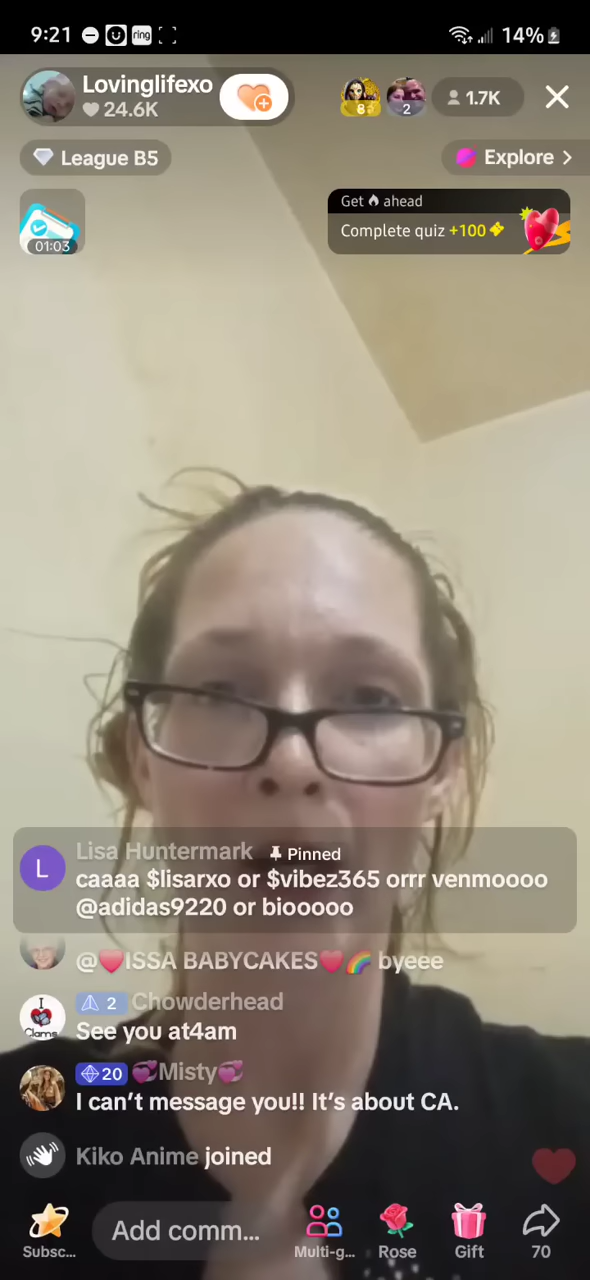 9:21
ring
14%
Lovinglifexo
24.6K
8
2
1.7K
League B5
Explore
01:03
Get ahead
Complete quiz +100
L
Lisa Huntermark Pinned
caaaa $lisarxo or $vibez365 orrr venmoooo
@adidas9220 or biooooo
@❤️ISSA BABYCAKES❤️🌈 byeee
I
Clams
2 Chowderhead
See you at4am
20 💞Misty💞
I can't message you!! It's about CA.
Kiko Anime joined
Add comm...
Subsc...
Multi-g...
Rose
Gift
70